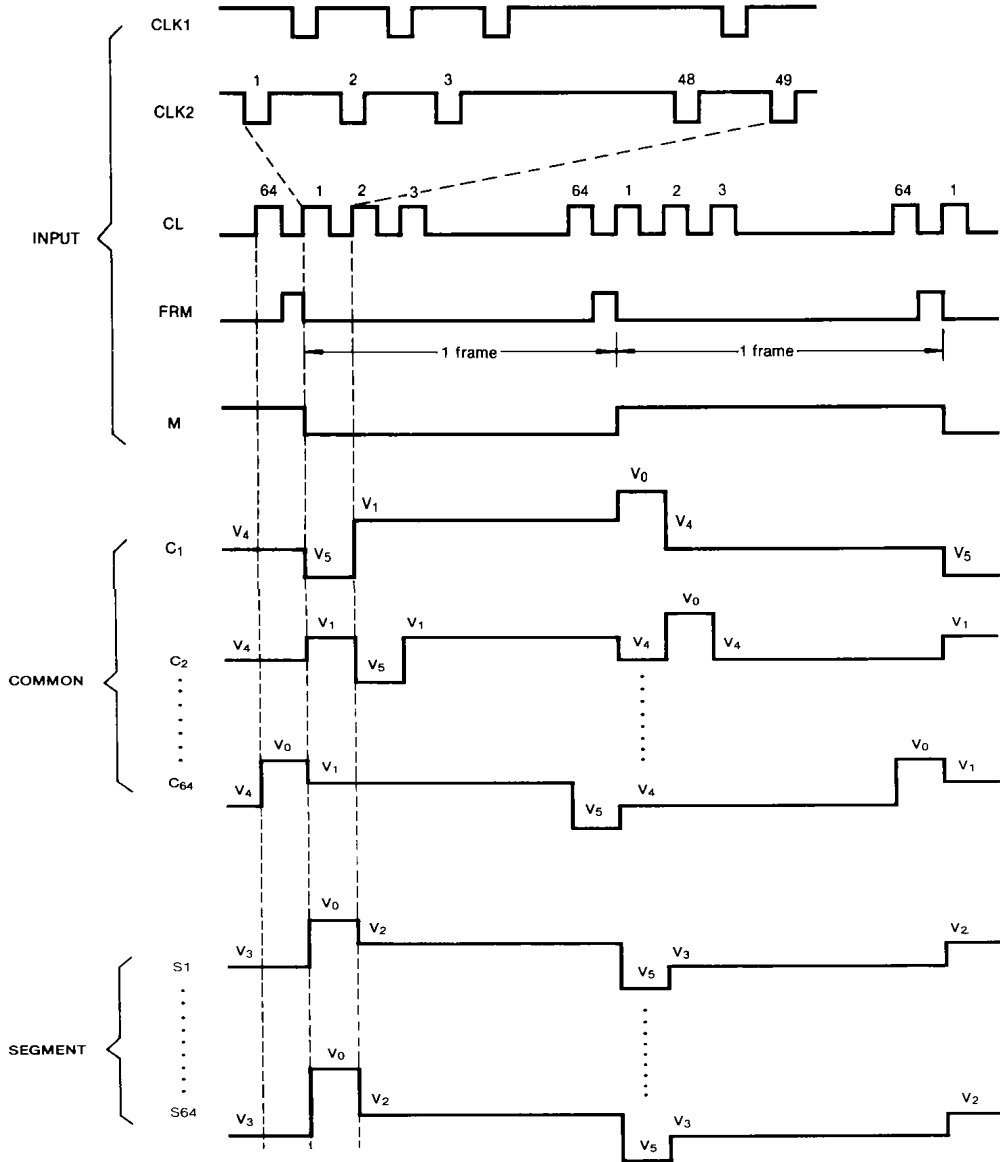 CLK1
1 2 3 48 49
CLK2
64 1 2 3 64 1 2 3 64 1
CL
INPUT
FRM
1 frame 1 frame
M
V0
V1
V4 V4
C1 V5 V5
V0
V1 V1 V1
V4 V4 V4
C2
V5
COMMON
V0 V0
V1 V1
C64
V4 V4
V5
V0
V2 V2
V3 V3
S1
V5
SEGMENT
V0
V2 V2
S64
V3 V3
V5